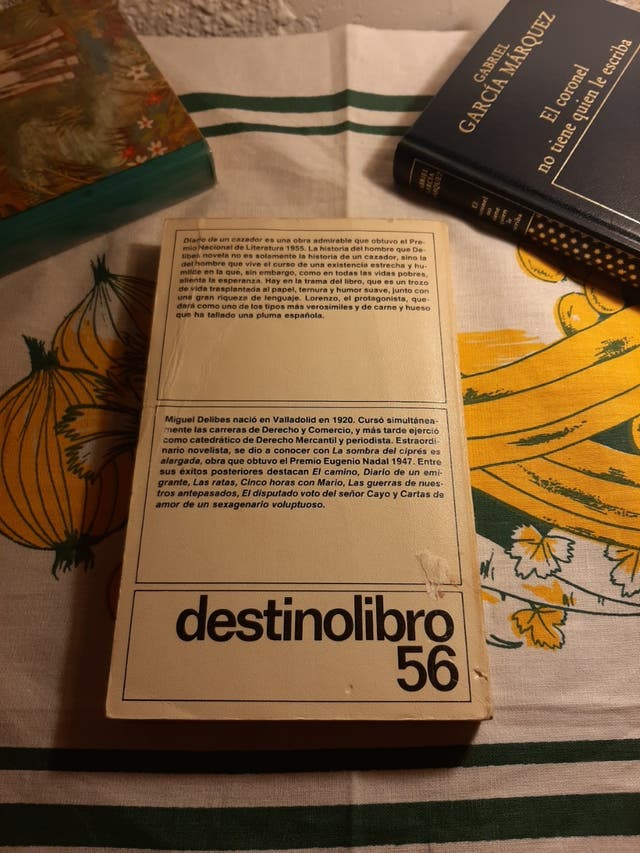 GABRIEL
GARCÍA MÁRQUEZ
El coronel
no tiene quien le escriba
GABRIEL
GARCÍA
MÁRQUEZ
El
coronel
no tiene
quien le
escriba
Diario de un cazador es una obra admirable que obtuvo el Pre-
mio Nacional de Literatura 1955. La historia del hombre que De-
libes novela no es solamente la historia de un cazador, sino la
del hombre que vive el curso de una existencia estrecha y hu-
milde en la que, sin embargo, como en todas las vidas pobres,
alienta la esperanza. Hay en la trama del libro, que es un trozo
de vida trasplantada al papel, ternura y humor suave, junto con
una gran riqueza de lenguaje. Lorenzo, el protagonista, que-
dará como uno de los tipos más verosímiles y de carne y hueso
que ha tallado una pluma española.
Miguel Delibes nació en Valladolid en 1920. Cursó simultánea-
mente las carreras de Derecho y Comercio, y más tarde ejerció
como catedrático de Derecho Mercantil y periodista. Extraordi-
nario novelista, se dio a conocer con La sombra del ciprés es
alargada, obra que obtuvo el Premio Eugenio Nadal 1947. Entre
sus éxitos posteriores destacan El camino, Diario de un emi-
grante, Las ratas, Cinco horas con Mario, Las guerras de nues-
tros antepasados, El disputado voto del señor Cayo y Cartas de
amor de un sexagenario voluptuoso.
destinolibro
56